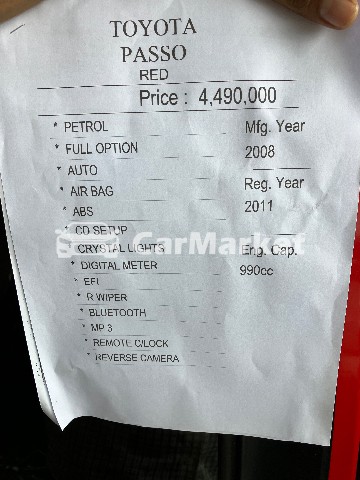 TOYOTA
PASSO
RED
Price : 4,490,000
* PETROL
* FULL OPTION
* AUTO
* AIR BAG
* ABS
* CD SETUP
* CRYSTAL LIGHTS
* DIGITAL METER
* EFI
* R WIPER
* BLUETOOTH
* MP 3
* REMOTE C/LOCK
* REVERSE CAMERA
Mfg. Year
2008
Reg. Year
2011
Eng. Cap.
990cc
CarMarket